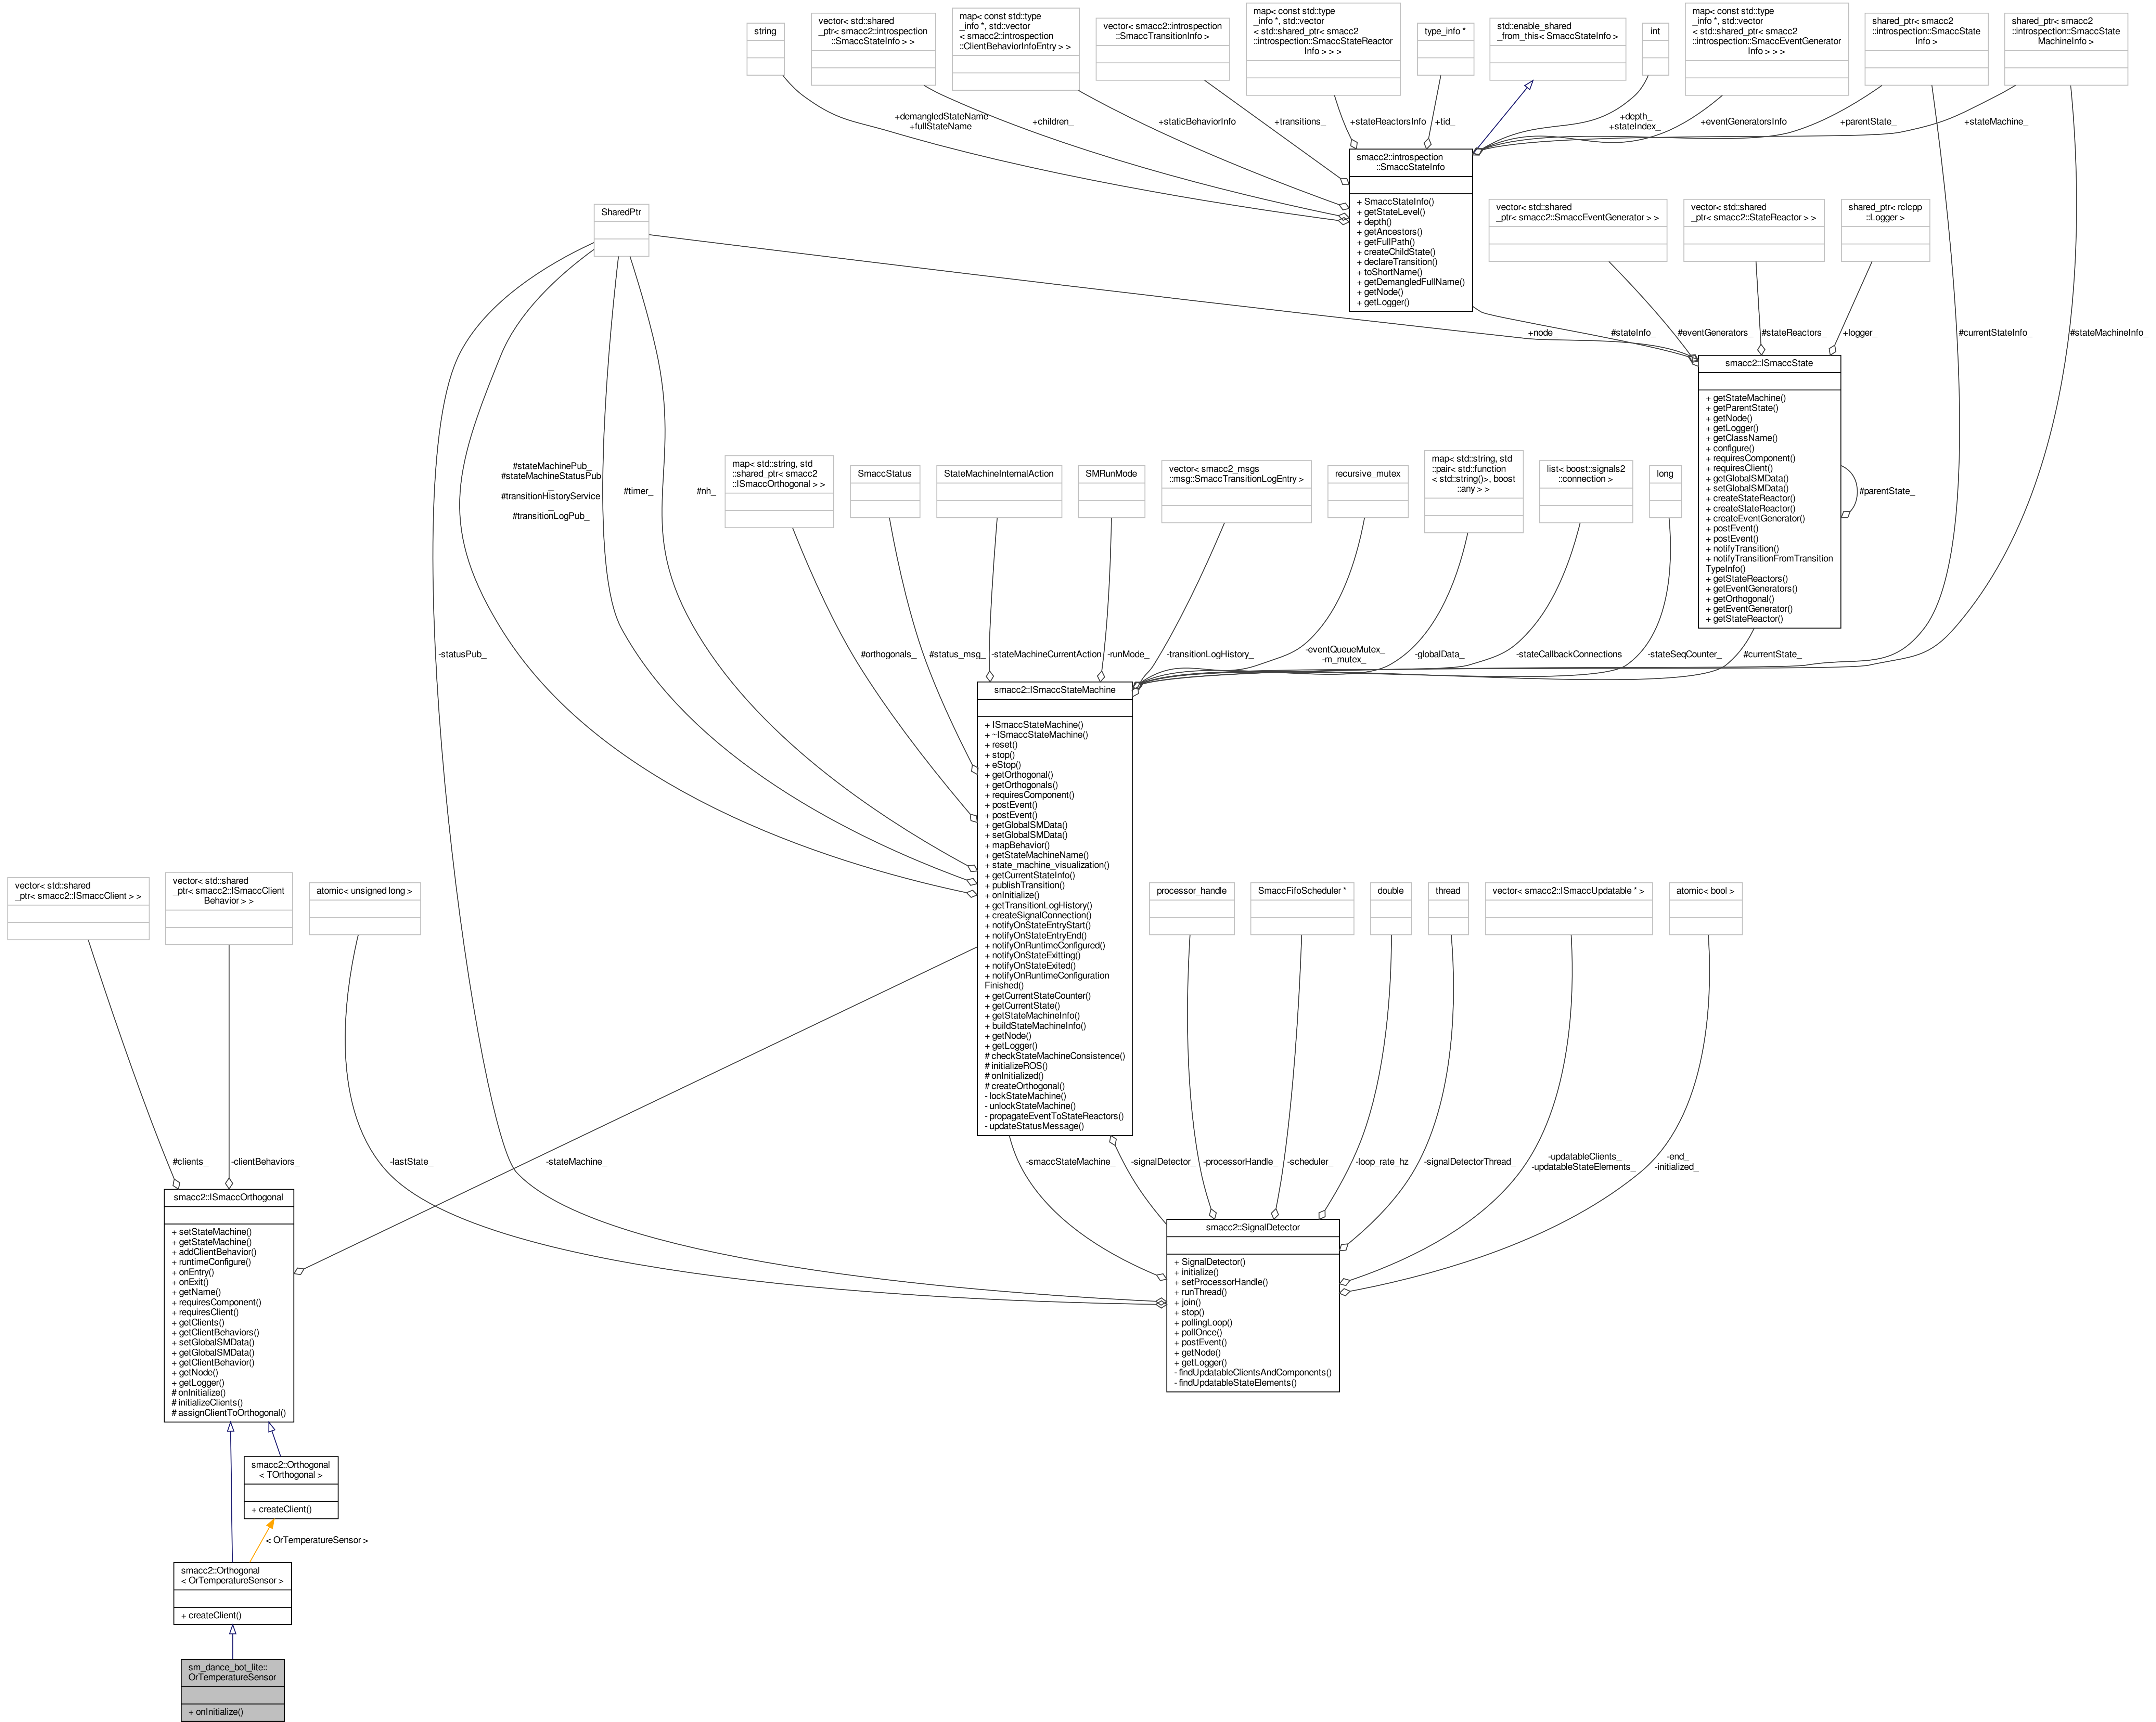 string
vector< std::shared
_ptr< smacc2::introspection
::SmaccStateInfo > >
map< const std::type
_info *, std::vector
< smacc2::introspection
::ClientBehaviorInfoEntry > >
vector< smacc2::introspection
::SmaccTransitionInfo >
map< const std::type
_info *, std::vector
< std::shared_ptr< smacc2
::introspection::SmaccStateReactor
Info > > >
type_info *
std::enable_shared
_from_this< SmaccStateInfo >
int
map< const std::type
_info *, std::vector
< std::shared_ptr< smacc2
::introspection::SmaccEventGenerator
Info > > >
shared_ptr< smacc2
::introspection::SmaccState
Info >
shared_ptr< smacc2
::introspection::SmaccState
MachineInfo >
+demangledStateName
+fullStateName
+children_
+staticBehaviorInfo
+transitions_
+stateReactorsInfo
+tid_
+depth_
+stateIndex_
+eventGeneratorsInfo
+parentState_
+stateMachine_
smacc2::introspection
::SmaccStateInfo
+ SmaccStateInfo()
+ getStateLevel()
+ depth()
+ getAncestors()
+ getFullPath()
+ createChildState()
+ declareTransition()
+ toShortName()
+ getDemangledFullName()
+ getNode()
+ getLogger()
SharedPtr
vector< std::shared
_ptr< smacc2::SmaccEventGenerator > >
vector< std::shared
_ptr< smacc2::StateReactor > >
shared_ptr< rclcpp
::Logger >
+node_
#stateInfo_
#eventGenerators_
#stateReactors_
+logger_
#currentStateInfo_
#stateMachineInfo_
smacc2::ISmaccState
+ getStateMachine()
+ getParentState()
+ getNode()
+ getLogger()
+ getClassName()
+ configure()
+ requiresComponent()
+ requiresClient()
+ getGlobalSMData()
+ setGlobalSMData()
+ createStateReactor()
+ createStateReactor()
+ createEventGenerator()
+ postEvent()
+ postEvent()
+ notifyTransition()
+ notifyTransitionFromTransition
TypeInfo()
+ getStateReactors()
+ getEventGenerators()
+ getOrthogonal()
+ getEventGenerator()
+ getStateReactor()
#parentState_
#stateMachinePub_
#stateMachineStatusPub
_
#transitionHistoryService
_
#transitionLogPub_
#timer_
#nh_
map< std::string, std
::shared_ptr< smacc2
::ISmaccOrthogonal > >
SmaccStatus
StateMachineInternalAction
SMRunMode
vector< smacc2_msgs
::msg::SmaccTransitionLogEntry >
recursive_mutex
map< std::string, std
::pair< std::function
< std::string()>, boost
::any > >
list< boost::signals2
::connection >
long
-statusPub_
#orthogonals_
#status_msg_
-stateMachineCurrentAction
-runMode_
-transitionLogHistory_
-eventQueueMutex_
-m_mutex_
-globalData_
-stateCallbackConnections
-stateSeqCounter_
#currentState_
smacc2::ISmaccStateMachine
+ ISmaccStateMachine()
+ ~ISmaccStateMachine()
+ reset()
+ stop()
+ eStop()
+ getOrthogonal()
+ getOrthogonals()
+ requiresComponent()
+ postEvent()
+ postEvent()
+ getGlobalSMData()
+ setGlobalSMData()
+ mapBehavior()
+ getStateMachineName()
+ state_machine_visualization()
+ getCurrentStateInfo()
+ publishTransition()
+ onInitialize()
+ getTransitionLogHistory()
+ createSignalConnection()
+ notifyOnStateEntryStart()
+ notifyOnStateEntryEnd()
+ notifyOnRuntimeConfigured()
+ notifyOnStateExitting()
+ notifyOnStateExited()
+ notifyOnRuntimeConfiguration
Finished()
+ getCurrentStateCounter()
+ getCurrentState()
+ getStateMachineInfo()
+ buildStateMachineInfo()
+ getNode()
+ getLogger()
# checkStateMachineConsistence()
# initializeROS()
# onInitialized()
# createOrthogonal()
- lockStateMachine()
- unlockStateMachine()
- propagateEventToStateReactors()
- updateStatusMessage()
vector< std::shared
_ptr< smacc2::ISmaccClient > >
vector< std::shared
_ptr< smacc2::ISmaccClient
Behavior > >
atomic< unsigned long >
processor_handle
SmaccFifoScheduler *
double
thread
vector< smacc2::ISmaccUpdatable * >
atomic< bool >
#clients_
-clientBehaviors_
-lastState_
-stateMachine_
-smaccStateMachine_
-signalDetector_
-processorHandle_
-scheduler_
-loop_rate_hz
-signalDetectorThread_
-updatableClients_
-updatableStateElements_
-end_
-initialized_
smacc2::ISmaccOrthogonal
+ setStateMachine()
+ getStateMachine()
+ addClientBehavior()
+ runtimeConfigure()
+ onEntry()
+ onExit()
+ getName()
+ requiresComponent()
+ requiresClient()
+ getClients()
+ getClientBehaviors()
+ setGlobalSMData()
+ getGlobalSMData()
+ getClientBehavior()
+ getNode()
+ getLogger()
# onInitialize()
# initializeClients()
# assignClientToOrthogonal()
smacc2::SignalDetector
+ SignalDetector()
+ initialize()
+ setProcessorHandle()
+ runThread()
+ join()
+ stop()
+ pollingLoop()
+ pollOnce()
+ postEvent()
+ getNode()
+ getLogger()
- findUpdatableClientsAndComponents()
- findUpdatableStateElements()
smacc2::Orthogonal
< TOrthogonal >
+ createClient()
< OrTemperatureSensor >
smacc2::Orthogonal
< OrTemperatureSensor >
+ createClient()
sm_dance_bot_lite::
OrTemperatureSensor
+ onInitialize()